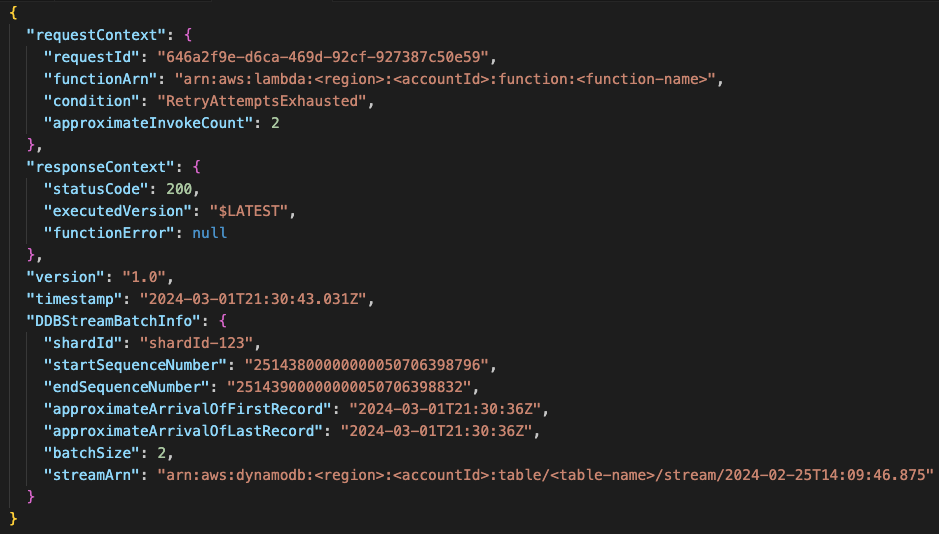 {
"requestContext": {
"requestId": "646a2f9e-d6ca-469d-92cf-927387c50e59",
"functionArn": "arn:aws:lambda:<region>:<accountId>:function:<function-name>",
"condition": "RetryAttemptsExhausted",
"approximateInvokeCount": 2
},
"responseContext": {
"statusCode": 200,
"executedVersion": "$LATEST",
"functionError": null
},
"version": "1.0",
"timestamp": "2024-03-01T21:30:43.031Z",
"DDBStreamBatchInfo": {
"shardId": "shardId-123",
"startSequenceNumber": "251438000000000050706398796",
"endSequenceNumber": "251439000000000050706398832",
"approximateArrivalOfFirstRecord": "2024-03-01T21:30:36Z",
"approximateArrivalOfLastRecord": "2024-03-01T21:30:36Z",
"batchSize": 2,
"streamArn": "arn:aws:dynamodb:<region>:<accountId>:table/<table-name>/stream/2024-02-25T14:09:46.875"
}
}